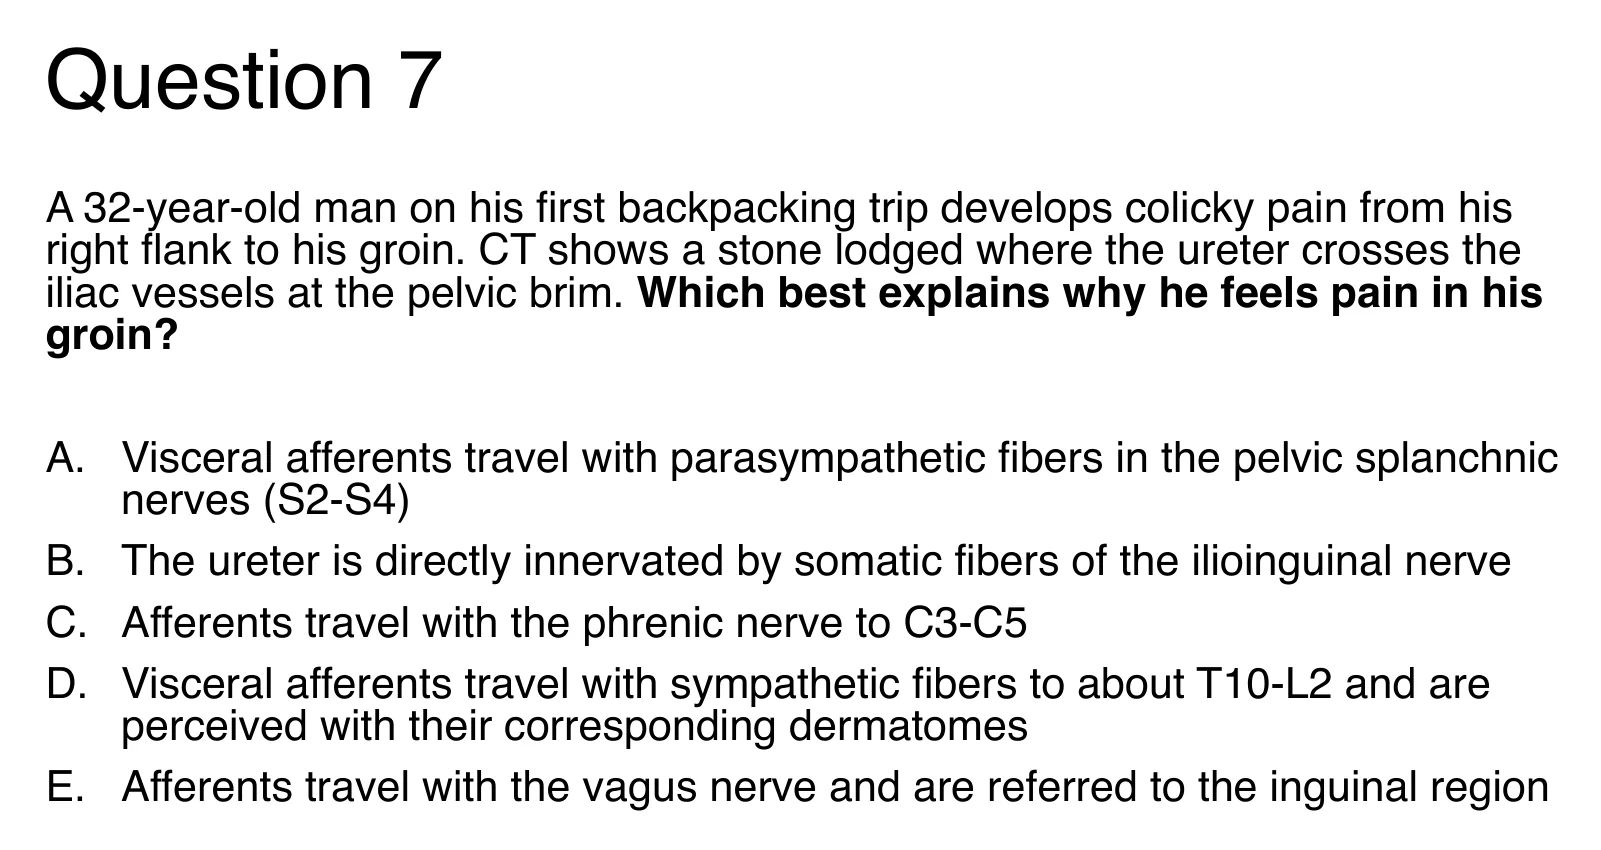 Question 7
A 32-year-old man on his first backpacking trip develops colicky pain from his
right flank to his groin. CT shows a stone lodged where the ureter crosses the
iliac vessels at the pelvic brim. Which best explains why he feels pain in his
groin?
A. Visceral afferents travel with parasympathetic fibers in the pelvic splanchnic
nerves (S2-S4)
B. The ureter is directly innervated by somatic fibers of the ilioinguinal nerve
C. Afferents travel with the phrenic nerve to C3-C5
D. Visceral afferents travel with sympathetic fibers to about T10-L2 and are
perceived with their corresponding dermatomes
E. Afferents travel with the vagus nerve and are referred to the inguinal region